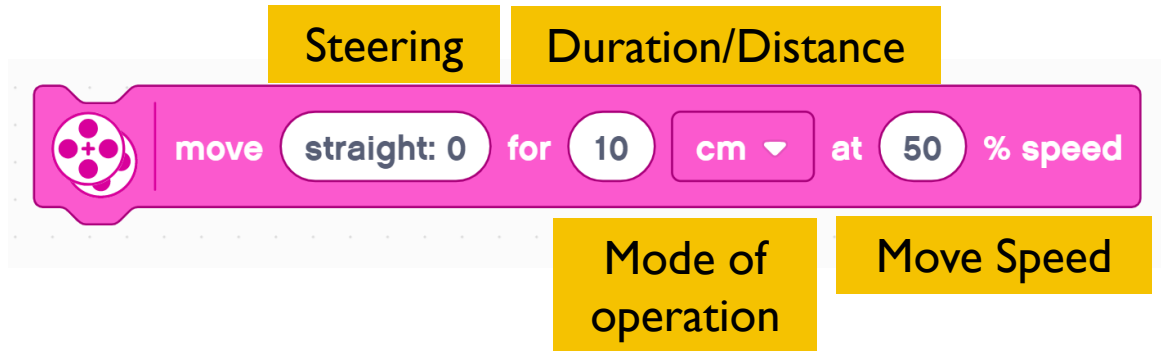 Steering
Duration/Distance
move straight: 0 for 10 cm at 50 % speed
Mode of
operation
Move Speed